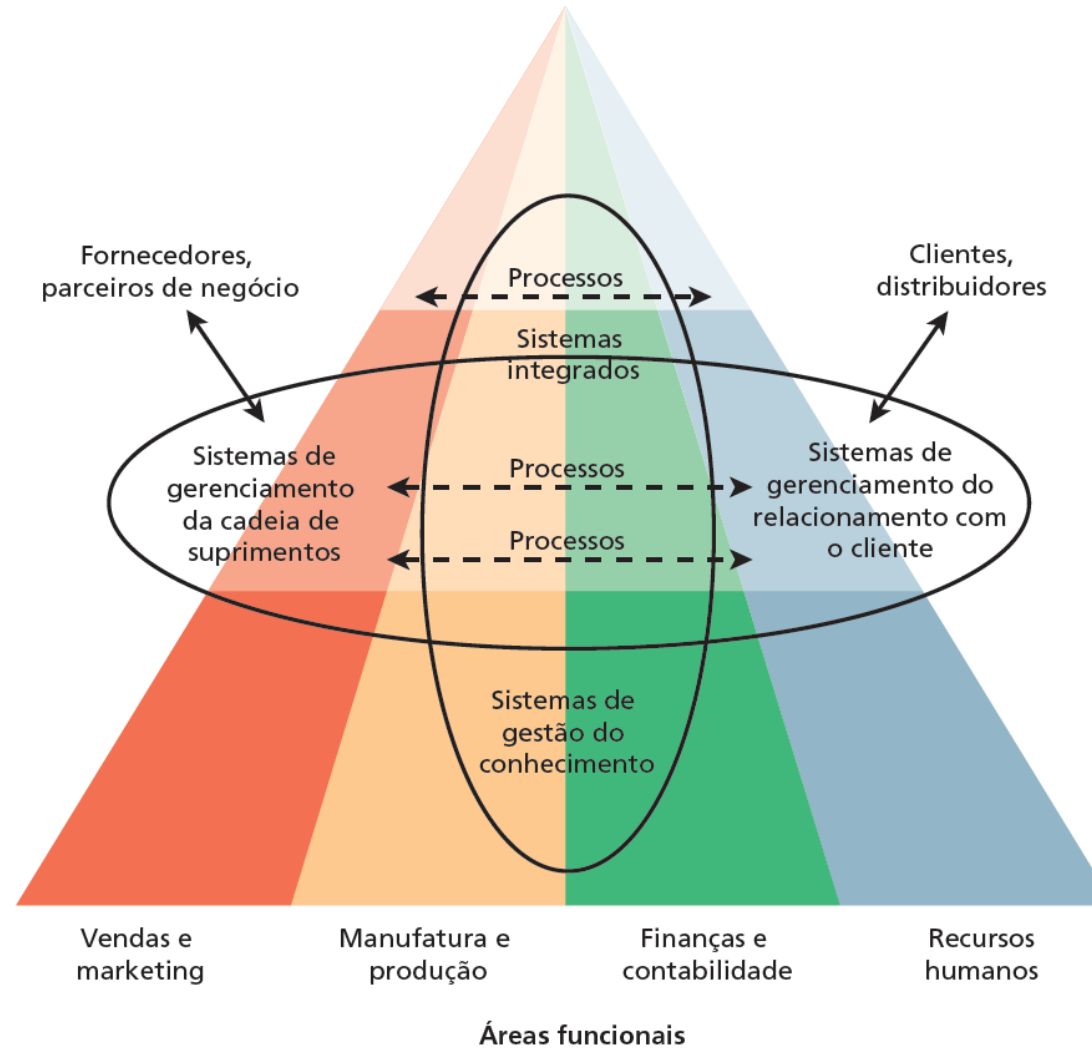 Fornecedores,
parceiros de negócio
Clientes,
distribuidores
Processos
Sistemas
integrados
Sistemas de
gerenciamento
da cadeia de
suprimentos
Processos
Processos
Sistemas de
gerenciamento do
relacionamento com
o cliente
Sistemas de
gestão do
conhecimento
Vendas e
marketing
Manufatura e
produção
Finanças e
contabilidade
Recursos
humanos
Áreas funcionais